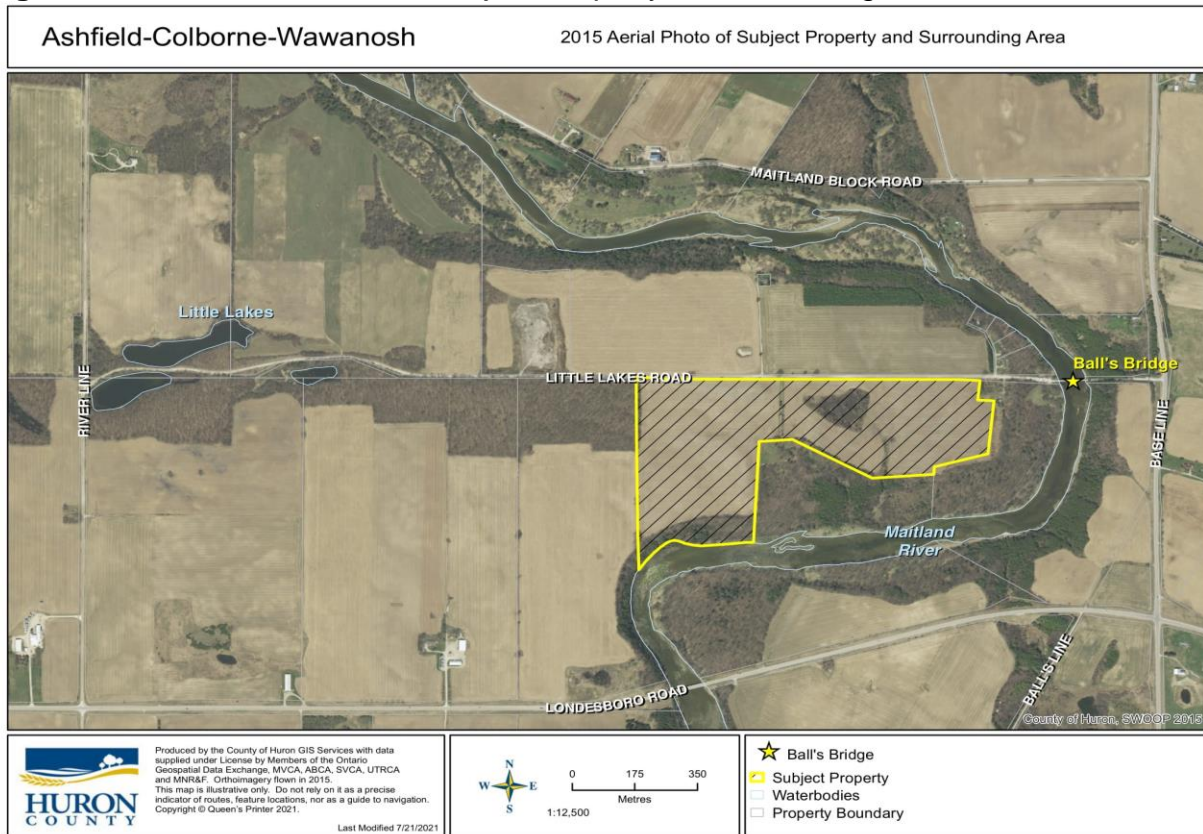 Ashfield-Colborne-Wawanosh
2015 Aerial Photo of Subject Property and Surrounding Area
MAITLAND BLOCK ROAD
Little Lakes
Ball's Bridge
LITTLE LAKES ROAD
RIVER LINE
BASE LINE
Maitland
River
BALL'S LINE
LONDESBORO ROAD
County of Huron, SWOOP 2015
HURON
COUNTY
Produced by the County of Huron GIS Services with data
supplied under License by Members of the Ontario
Geospatial Data Exchange, MVCA, ABCA, SVCA, UTRCA
and MNR&F. Orthoimagery flown in 2015.
This map is illustrative only. Do not rely on it as a precise
indicator of routes, feature locations, nor as a guide to navigation.
Copyright © Queen's Printer 2021.
Last Modified 7/21/2021
N
W E
S
0 175 350
Metres
1:12,500
Ball's Bridge
Subject Property
Waterbodies
Property Boundary